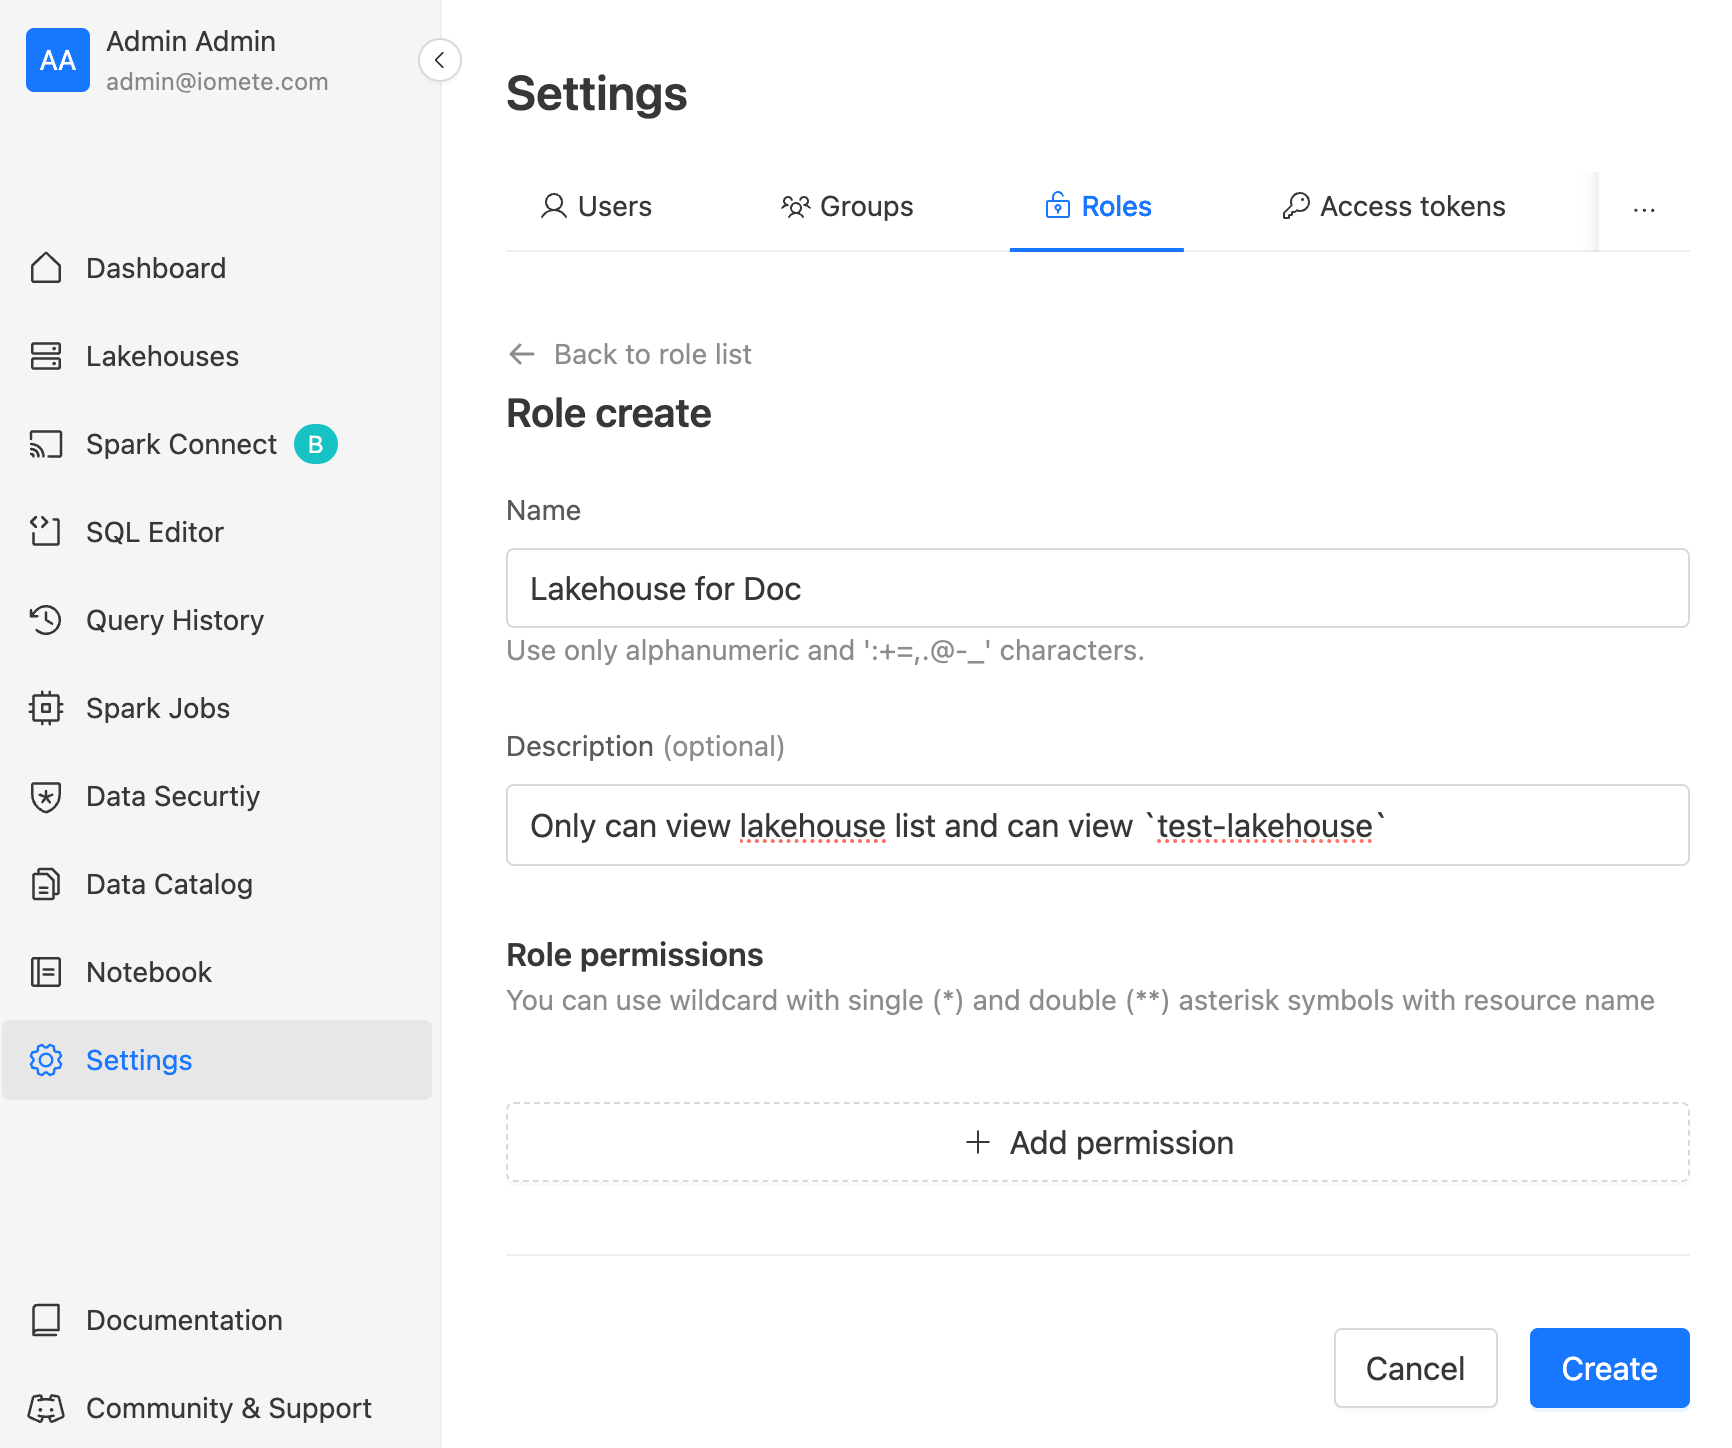 AA
Admin Admin
admin@iomete.com
Dashboard
Lakehouses
Spark Connect B
SQL Editor
Query History
Spark Jobs
Data Securtiy
Data Catalog
Notebook
Settings
Documentation
Community & Support
Settings
Users Groups Roles Access tokens ...
Back to role list
Role create
Name
Lakehouse for Doc
Use only alphanumeric and ':+=,.@-_' characters.
Description (optional)
Only can view lakehouse list and can view `test-lakehouse`
Role permissions
You can use wildcard with single (*) and double (**) asterisk symbols with resource name
+ Add permission
Cancel Create